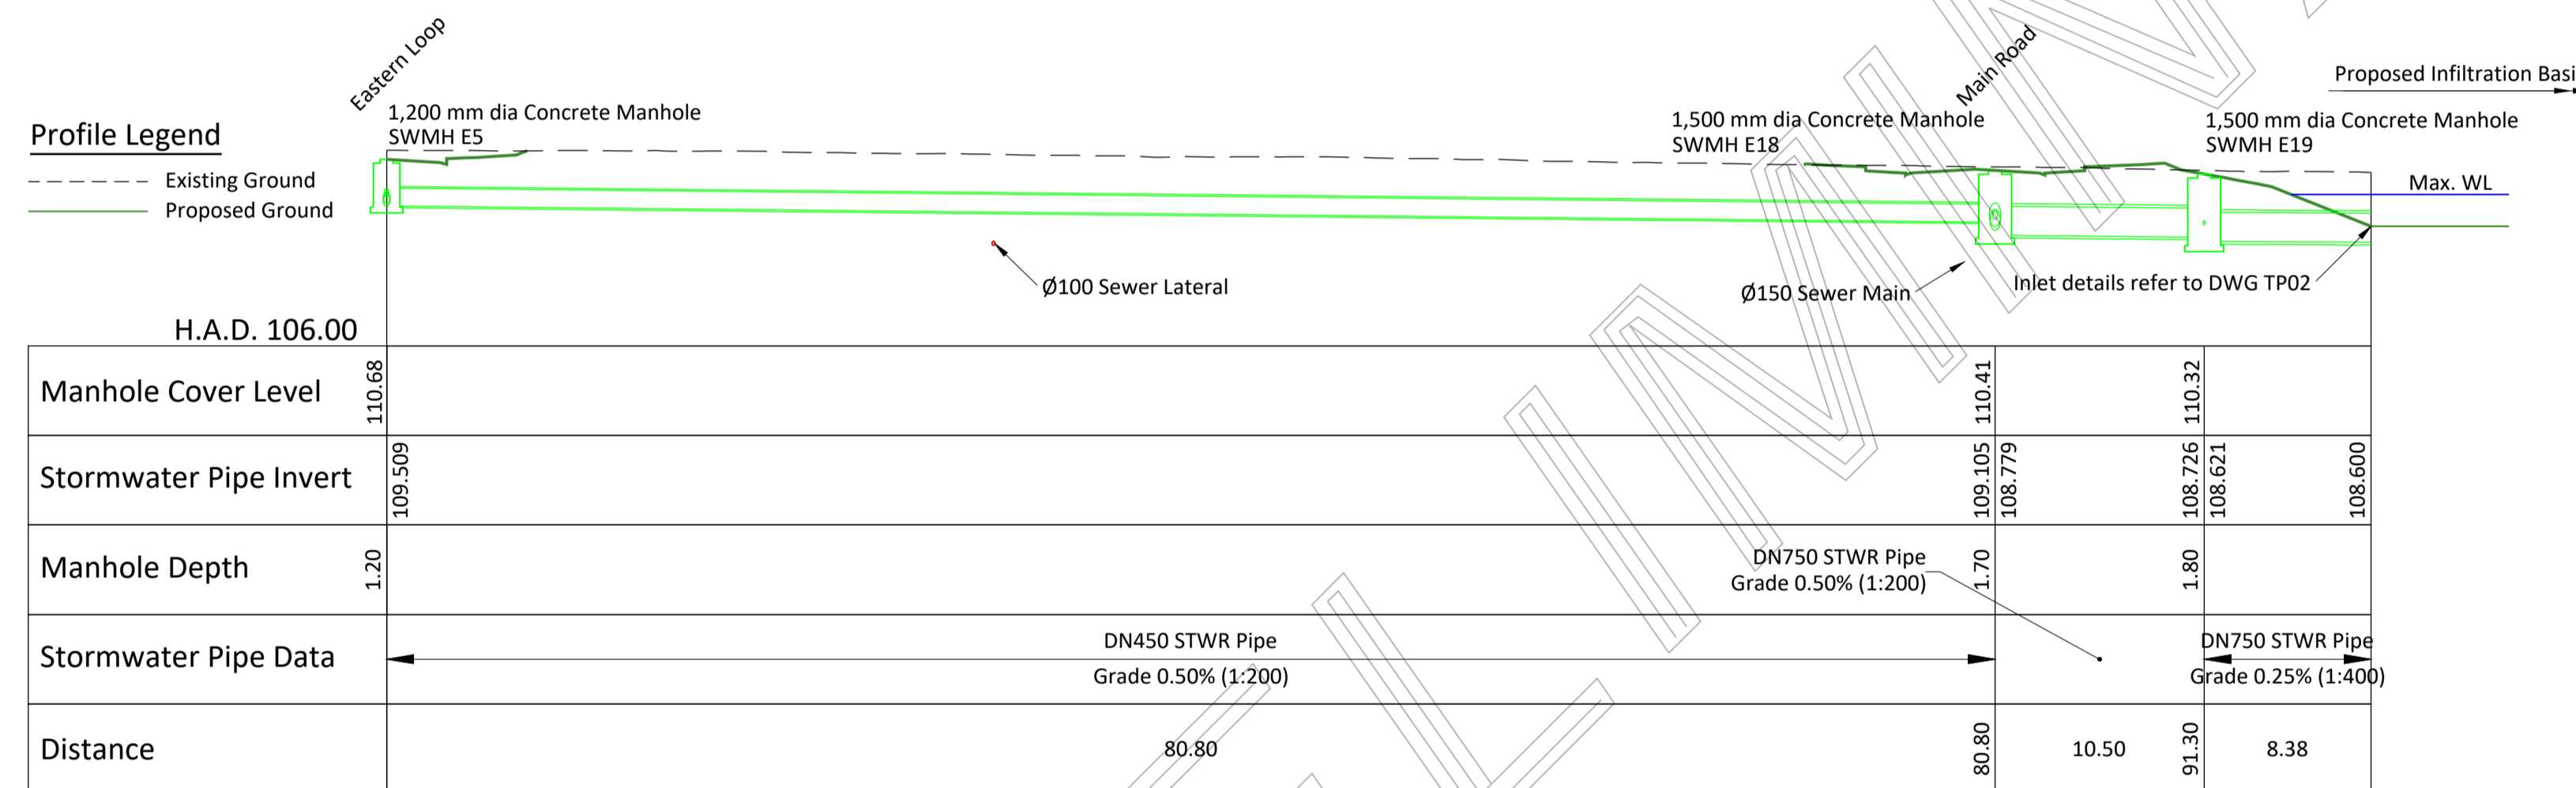 Eastern Loop
Main Road
Proposed Infiltration Basi
Profile Legend
Existing Ground
Proposed Ground
1,200 mm dia Concrete Manhole
SWMH E5
1,500 mm dia Concrete Manhole
SWMH E18
1,500 mm dia Concrete Manhole
SWMH E19
Max. WL
Ø100 Sewer Lateral
Ø150 Sewer Main
Inlet details refer to DWG TP02
H.A.D. 106.00
Manhole Cover Level 110.68 110.41 110.32
Stormwater Pipe Invert 109.509 109.105 108.779 108.726 108.621 108.600
Manhole Depth 1.20 1.70 1.80
DN750 STWR Pipe
Grade 0.50% (1:200)
Stormwater Pipe Data
DN450 STWR Pipe
Grade 0.50% (1:200)
DN750 STWR Pipe
Grade 0.25% (1:400)
Distance 80.80 80.80 10.50 91.30 8.38